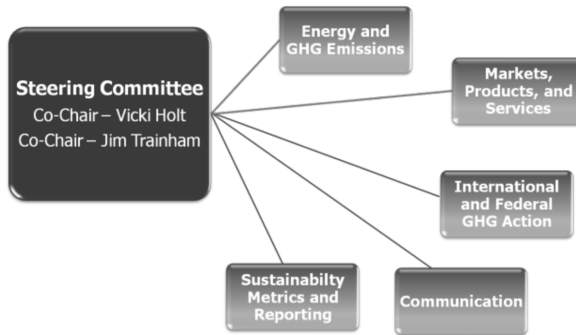 Steering Committee
Co-Chair – Vicki Holt
Co-Chair – Jim Trainham
Energy and
GHG Emissions
Markets,
Products, and
Services
International
and Federal
GHG Action
Communication
Sustainabilty
Metrics and
Reporting